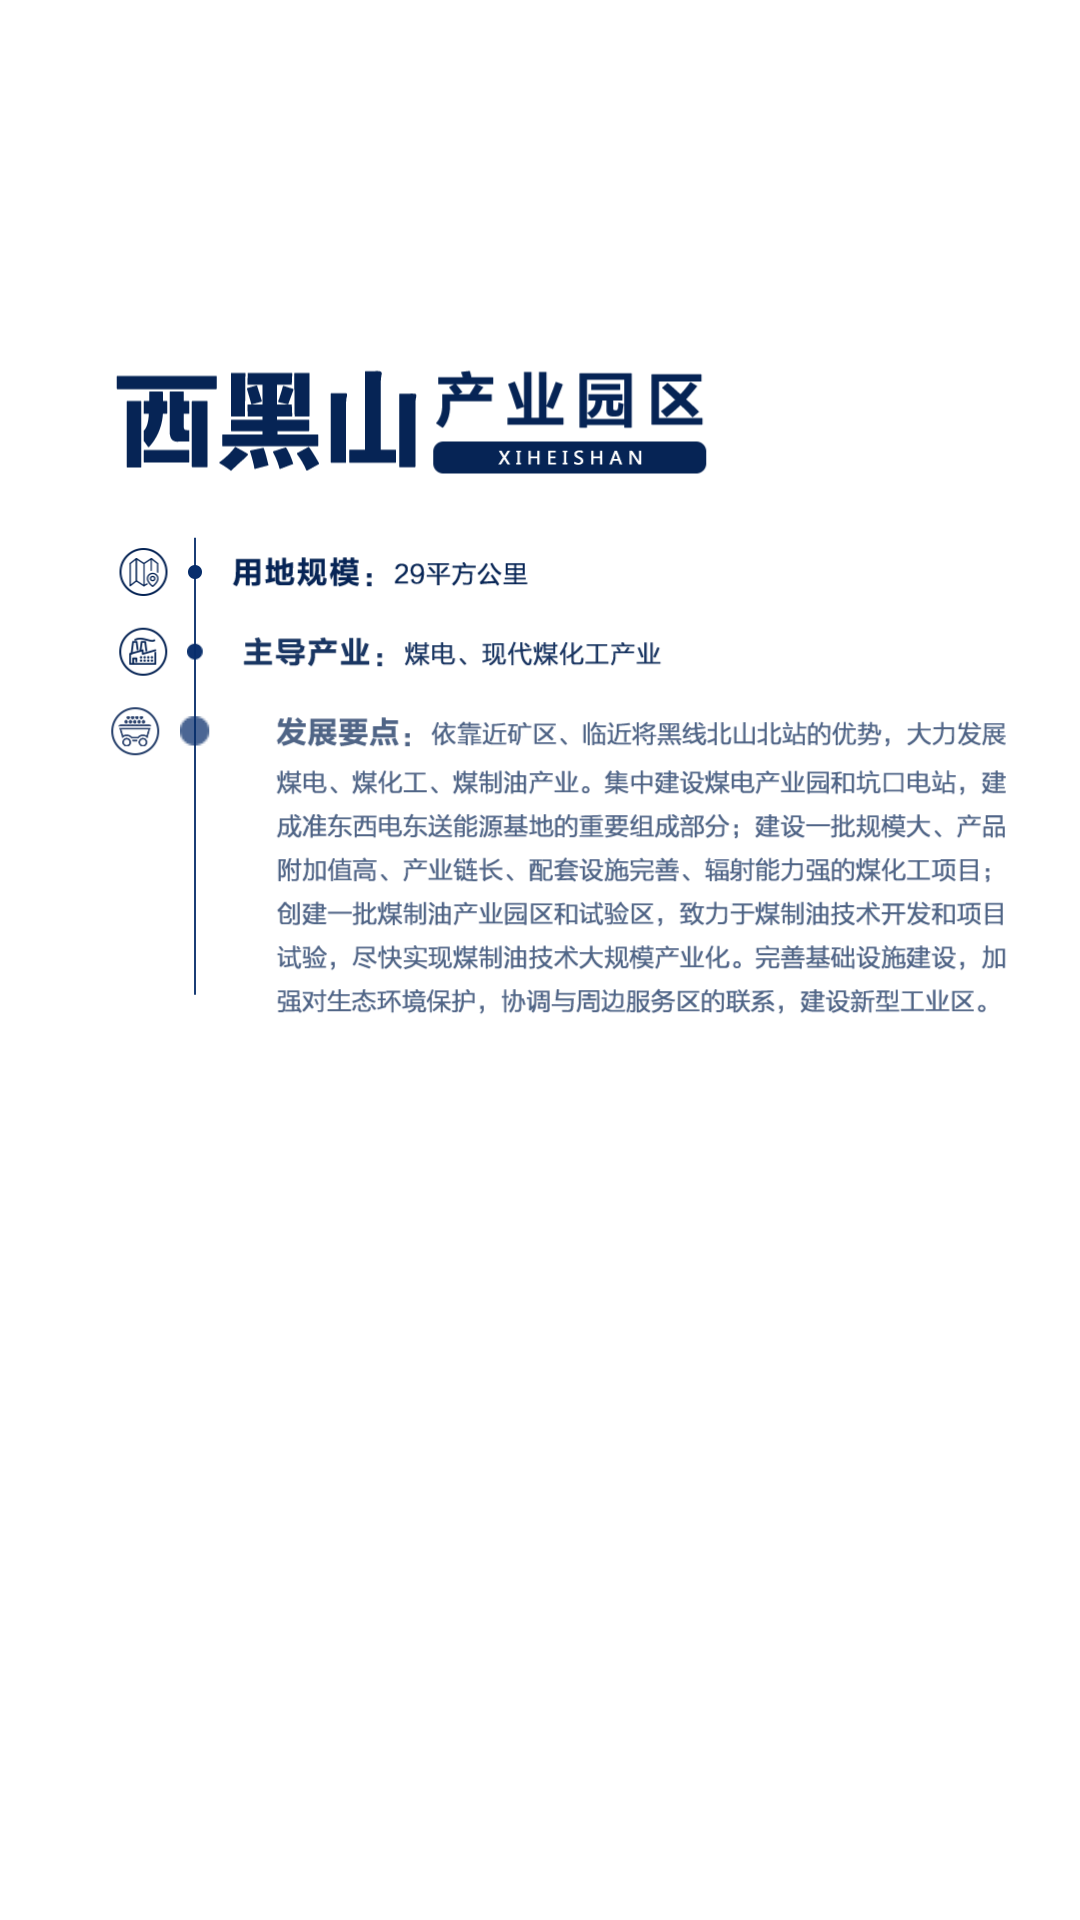 西黑山产业园区
XIHEISHAN
用地规模：29平方公里
主导产业：煤电、现代煤化工产业
发展要点：依靠近矿区、临近将黑线北山北站的优势，大力发展
煤电、煤化工、煤制油产业。集中建设煤电产业园和坑口电站，建
成准东西电东送能源基地的重要组成部分；建设一批规模大、产品
附加值高、产业链长、配套设施完善、辐射能力强的煤化工项目；
创建一批煤制油产业园区和试验区，致力于煤制油技术开发和项目
试验，尽快实现煤制油技术大规模产业化。完善基础设施建设，加
强对生态环境保护，协调与周边服务区的联系，建设新型工业区。